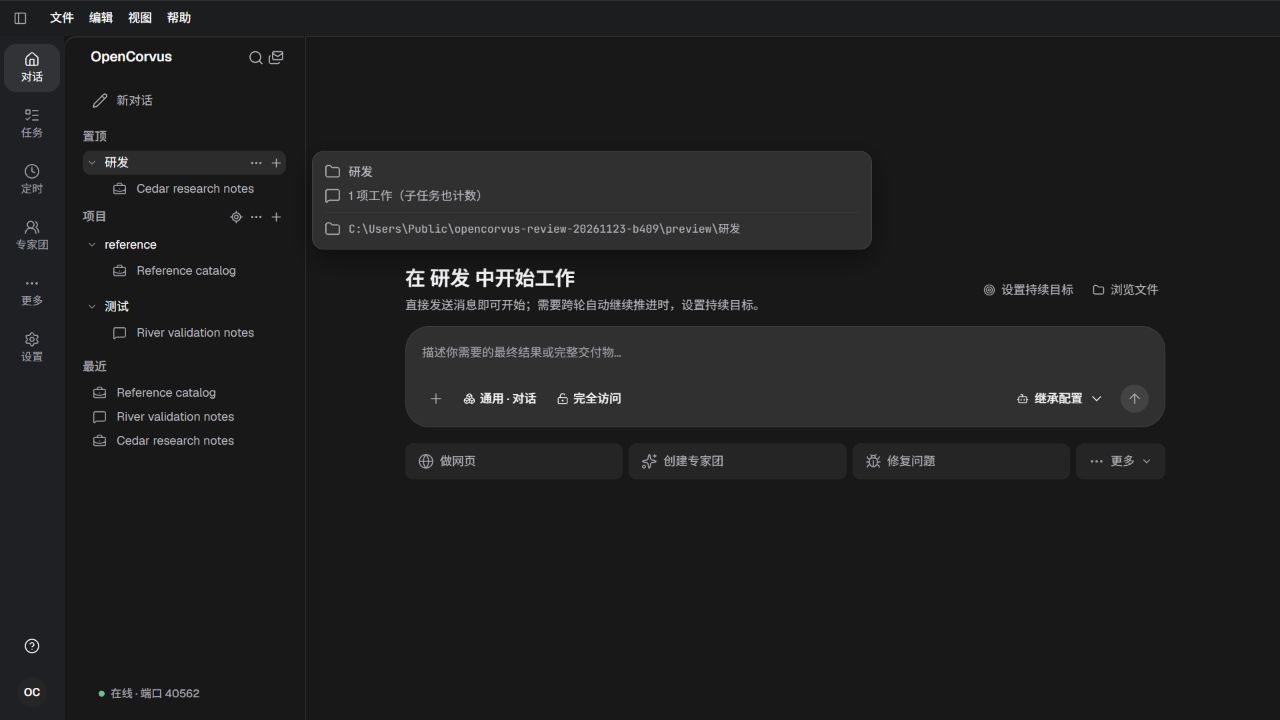 文件 编辑 视图 帮助
对话
任务
定时
专家团
更多
设置
OC
OpenCorvus
新对话
置顶
研发
Cedar research notes
项目
reference
Reference catalog
测试
River validation notes
最近
Reference catalog
River validation notes
Cedar research notes
在线 · 端口 40562
研发
1 项工作（子任务也计数）
C:\Users\Public\opencorvus-review-20261123-b409\preview\研发
在 研发 中开始工作
直接发送消息即可开始；需要跨轮自动继续推进时，设置持续目标。
设置持续目标 浏览文件
描述你需要的最终结果或完整交付物...
通用 · 对话 完全访问 继承配置
做网页 创建专家团 修复问题 更多